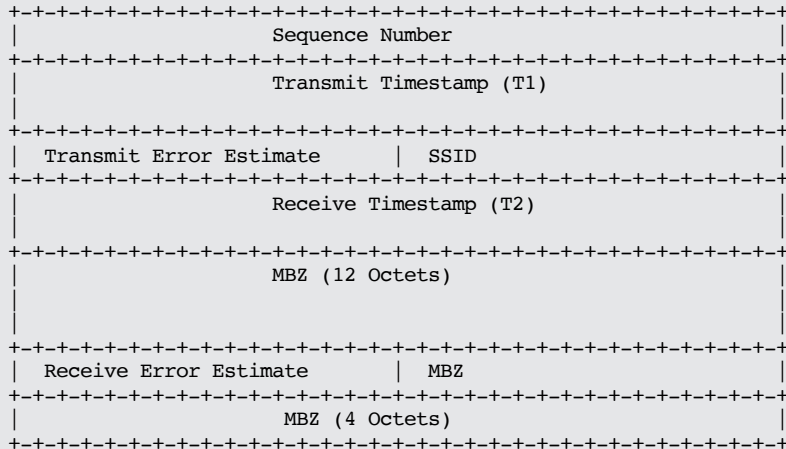 +-+-+-+-+-+-+-+-+-+-+-+-+-+-+-+-+-+-+-+-+-+-+-+-+-+-+-+-+-+-+-+-+
|                     Sequence Number                           |
+-+-+-+-+-+-+-+-+-+-+-+-+-+-+-+-+-+-+-+-+-+-+-+-+-+-+-+-+-+-+-+-+
|                     Transmit Timestamp (T1)                   |
|                                                               |
+-+-+-+-+-+-+-+-+-+-+-+-+-+-+-+-+-+-+-+-+-+-+-+-+-+-+-+-+-+-+-+-+
|  Transmit Error Estimate      | SSID                          |
+-+-+-+-+-+-+-+-+-+-+-+-+-+-+-+-+-+-+-+-+-+-+-+-+-+-+-+-+-+-+-+-+
|                     Receive Timestamp (T2)                    |
|                                                               |
+-+-+-+-+-+-+-+-+-+-+-+-+-+-+-+-+-+-+-+-+-+-+-+-+-+-+-+-+-+-+-+-+
|                     MBZ (12 Octets)                           |
|                                                               |
|                                                               |
+-+-+-+-+-+-+-+-+-+-+-+-+-+-+-+-+-+-+-+-+-+-+-+-+-+-+-+-+-+-+-+-+
|  Receive Error Estimate       | MBZ                           |
+-+-+-+-+-+-+-+-+-+-+-+-+-+-+-+-+-+-+-+-+-+-+-+-+-+-+-+-+-+-+-+-+
|                      MBZ (4 Octets)                           |
+-+-+-+-+-+-+-+-+-+-+-+-+-+-+-+-+-+-+-+-+-+-+-+-+-+-+-+-+-+-+-+-+